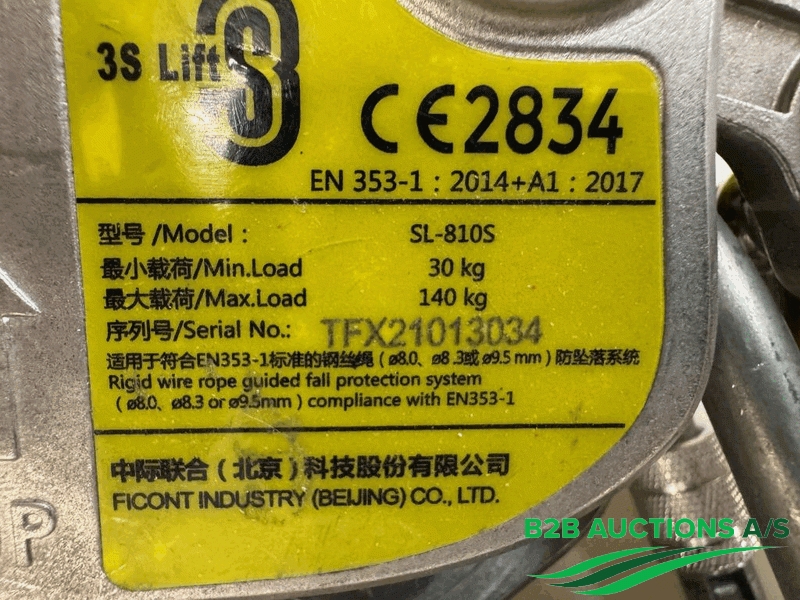 3S Lift
CE2834
EN 353-1 : 2014+A1 : 2017
型号 /Model : SL-810S
最小载荷/Min.Load 30 kg
最大载荷/Max.Load 140 kg
序列号/Serial No.: TFX21013034
适用于符合EN353-1标准的钢丝绳 ( ø8.0、ø8.3或 ø9.5 mm ) 防坠落系统
Rigid wire rope guided fall protection system
( ø8.0、ø8.3 or ø9.5mm ) compliance with EN353-1
中际联合 ( 北京 ) 科技股份有限公司
FICONT INDUSTRY (BEIJING) CO., LTD.
P
B2B AUCTIONS A/S